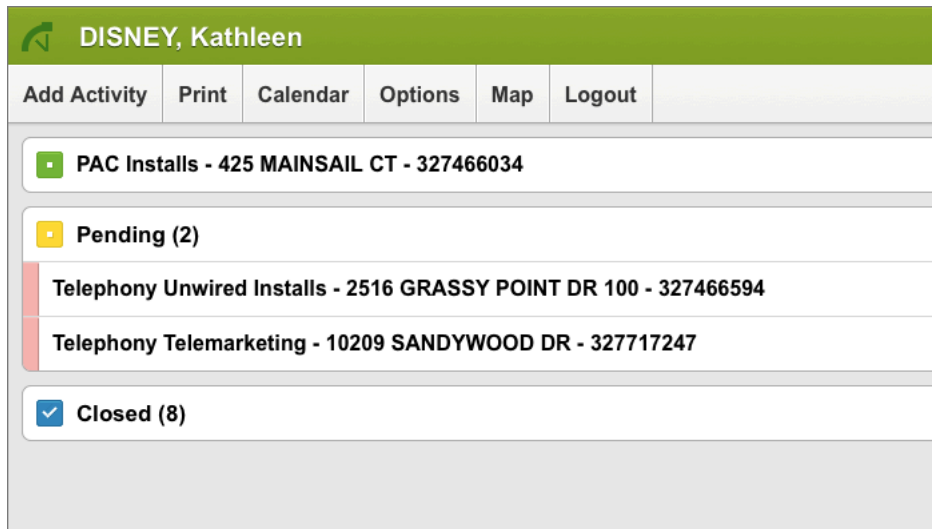 DISNEY, Kathleen
Add Activity Print Calendar Options Map Logout
PAC Installs - 425 MAINSAIL CT - 327466034
Pending (2)
Telephony Unwired Installs - 2516 GRASSY POINT DR 100 - 327466594
Telephony Telemarketing - 10209 SANDYWOOD DR - 327717247
Closed (8)